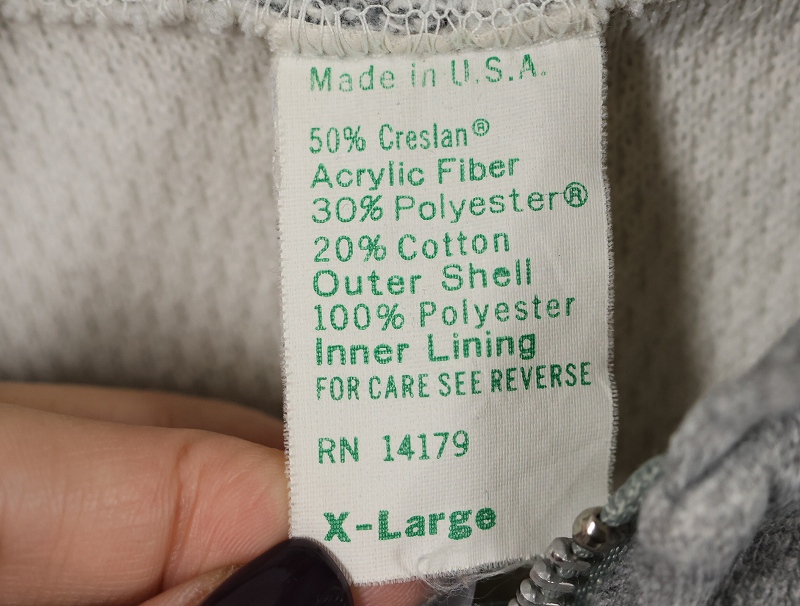 Made in U.S.A.
50% Creslan®
Acrylic Fiber
30% Polyester®
20% Cotton
Outer Shell
100% Polyester
Inner Lining
FOR CARE SEE REVERSE
RN 14179
X-Large